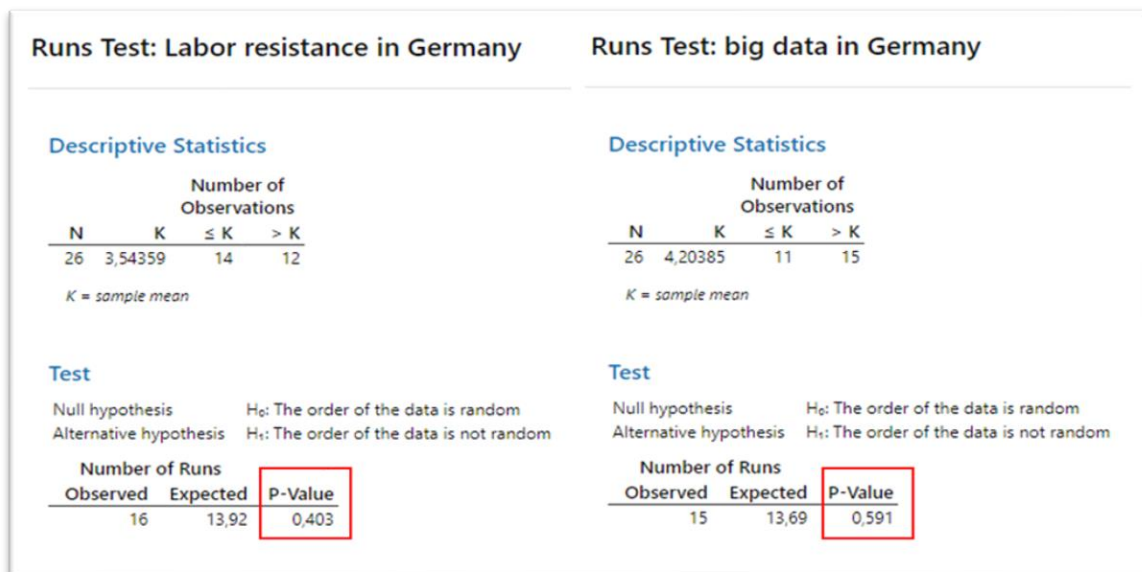 Runs Test: Labor resistance in Germany
Descriptive Statistics
Number of
Observations
N K ≤ K > K
26 3,54359 14 12
K = sample mean
Test
Null hypothesis H₀: The order of the data is random
Alternative hypothesis H₁: The order of the data is not random
Number of Runs
Observed Expected P-Value
16 13,92 0,403
Runs Test: big data in Germany
Descriptive Statistics
Number of
Observations
N K ≤ K > K
26 4,20385 11 15
K = sample mean
Test
Null hypothesis H₀: The order of the data is random
Alternative hypothesis H₁: The order of the data is not random
Number of Runs
Observed Expected P-Value
15 13,69 0,591